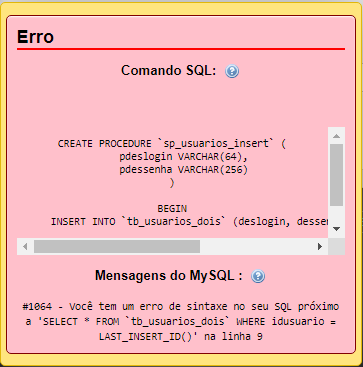 Erro
Comando SQL:
CREATE PROCEDURE `sp_usuarios_insert` (
pdeslogin VARCHAR(64),
pdessenha VARCHAR(256)
)
BEGIN
INSERT INTO `tb_usuarios_dois` (deslogin, dessen
Mensagens do MySQL :
#1064 - Você tem um erro de sintaxe no seu SQL próximo
a 'SELECT * FROM `tb_usuarios_dois` WHERE idusuario =
LAST_INSERT_ID()' na linha 9